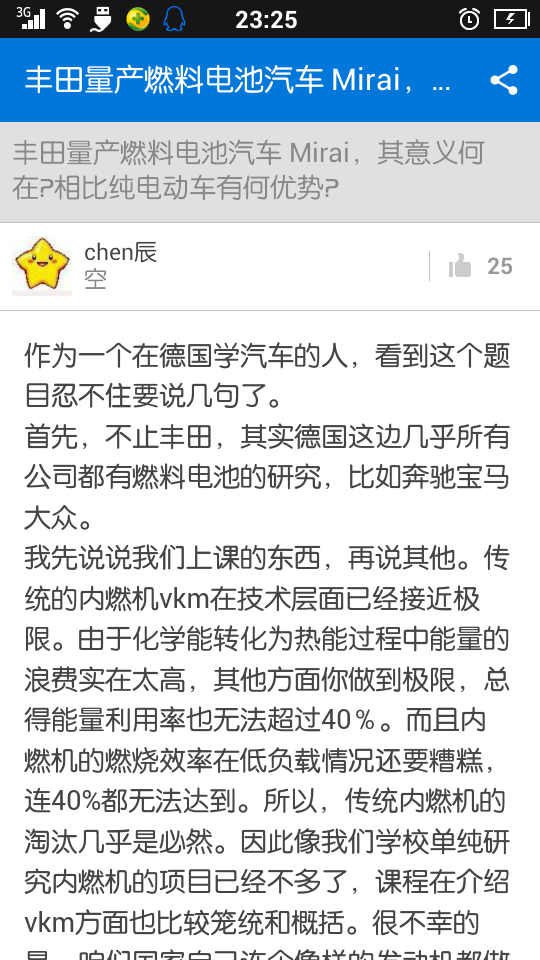 3G
23:25
丰田量产燃料电池汽车 Mirai，...
丰田量产燃料电池汽车 Mirai，其意义何
在?相比纯电动车有何优势?
chen辰
空
25
作为一个在德国学汽车的人，看到这个题
目忍不住要说几句了。
首先，不止丰田，其实德国这边几乎所有
公司都有燃料电池的研究，比如奔驰宝马
大众。
我先说说我们上课的东西，再说其他。传
统的内燃机vkm在技术层面已经接近极
限。由于化学能转化为热能过程中能量的
浪费实在太高，其他方面你做到极限，总
得能量利用率也无法超过40％。而且内
燃机的燃烧效率在低负载情况还要糟糕，
连40%都无法达到。所以，传统内燃机的
淘汰几乎是必然。因此像我们学校单纯研
究内燃机的项目已经不多了，课程在介绍
vkm方面也比较笼统和概括。很不幸的
是，咱们国家自己连个像样的发动机都做